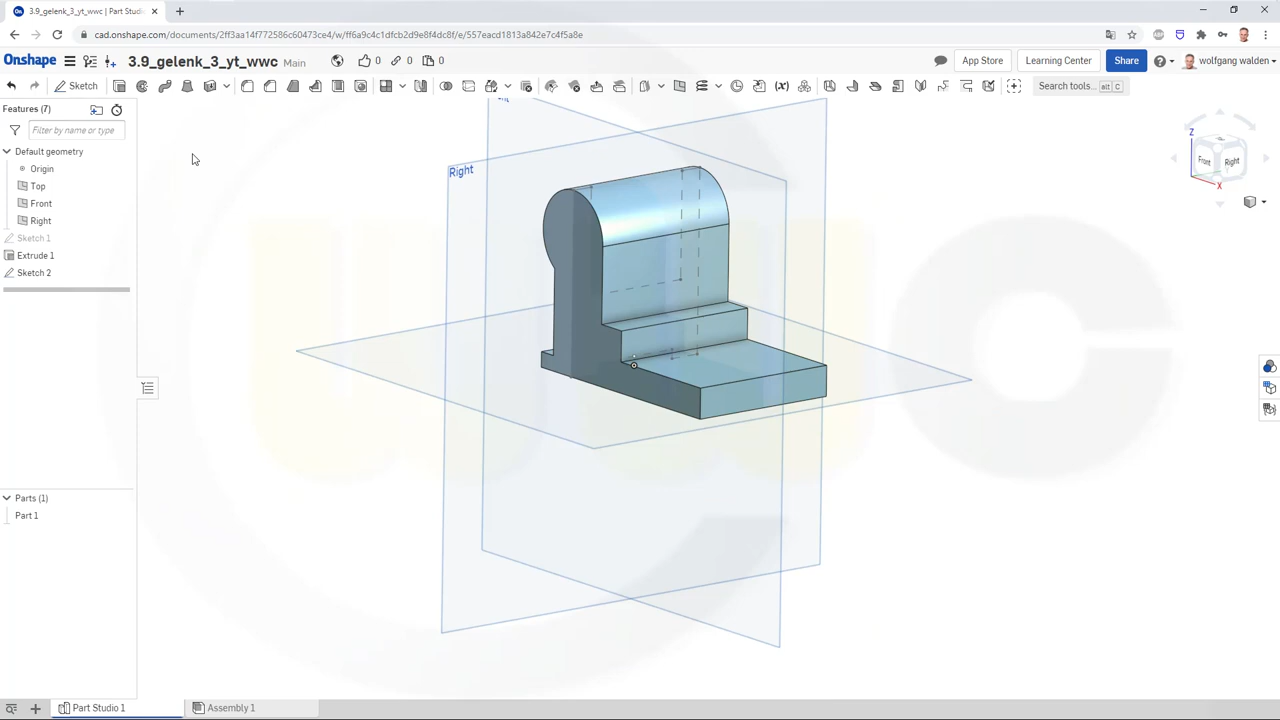 3.9_gelenk_3_yt_wwc | Part Studi
cad.onshape.com/documents/2ff3aa14f772586c60473ce4/w/ff6a9c4c1dfcb2d9e8f4dc8f/e/557eacd1813a842e7c4f5a8e
Onshape 3.9_gelenk_3_yt_wwc Main 0 0 0 App Store Learning Center Share wolfgang walden
Sketch (x) Search tools... alt C
Features (7)
Filter by name or type
Default geometry
Origin
Top
Front
Right
Sketch 1
Extrude 1
Sketch 2
Right
Z
Front
Right
X
Parts (1)
Part 1
Part Studio 1 Assembly 1